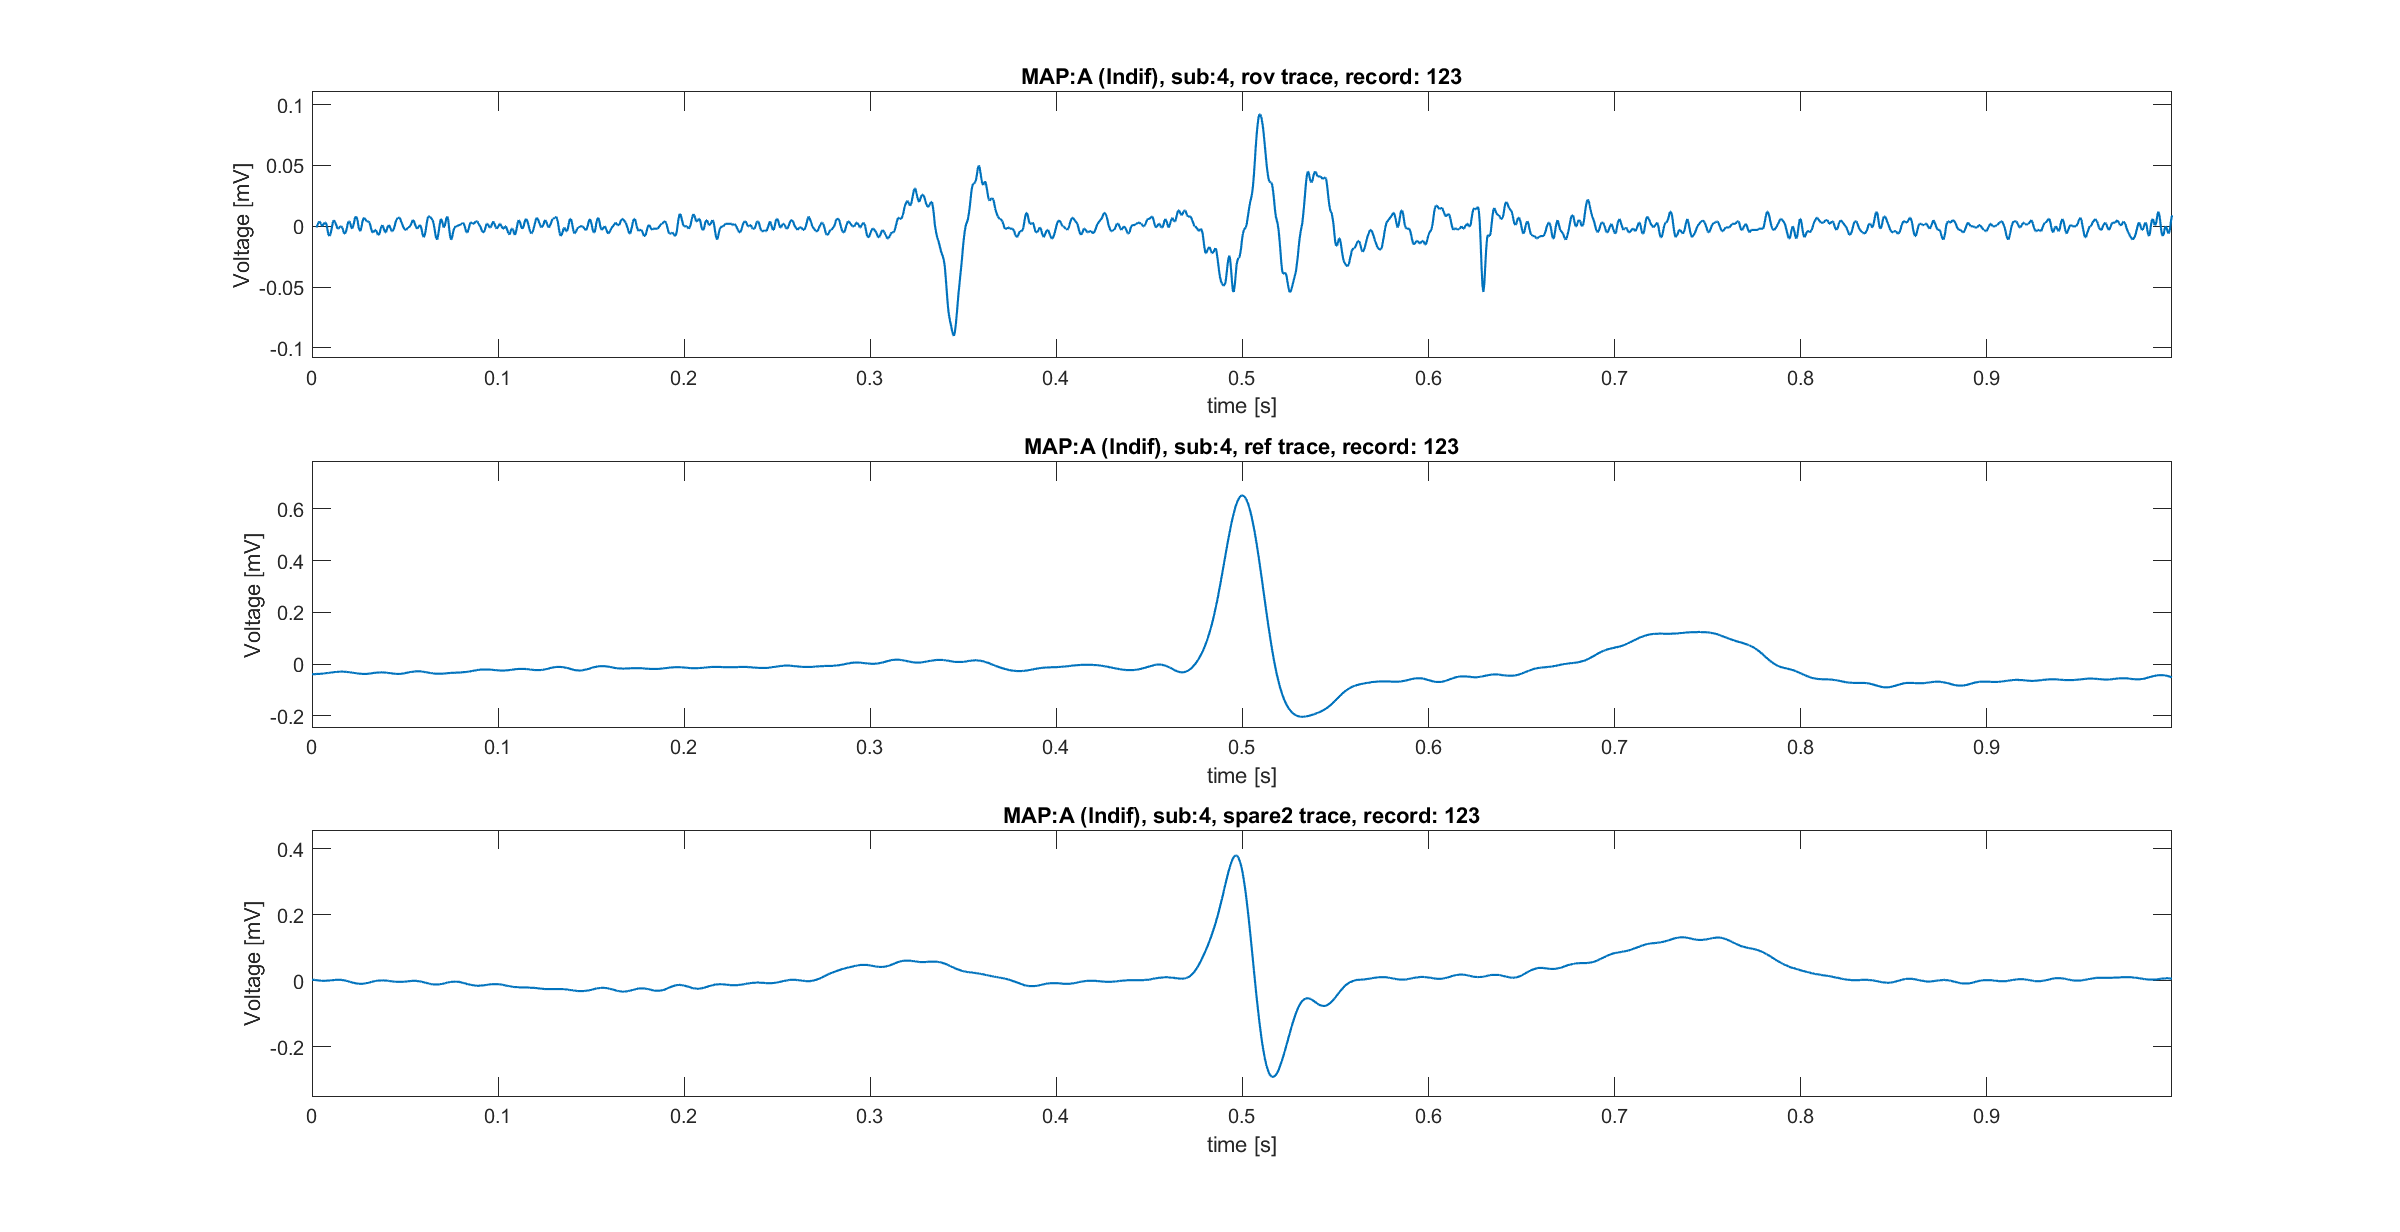 MAP:A (Indif), sub:4, rov trace, record: 123
0.1
0.05
0
-0.05
-0.1
Voltage [mV]
0 0.1 0.2 0.3 0.4 0.5 0.6 0.7 0.8 0.9
time [s]
MAP:A (Indif), sub:4, ref trace, record: 123
0.6
0.4
0.2
0
-0.2
Voltage [mV]
0 0.1 0.2 0.3 0.4 0.5 0.6 0.7 0.8 0.9
time [s]
MAP:A (Indif), sub:4, spare2 trace, record: 123
0.4
0.2
0
-0.2
Voltage [mV]
0 0.1 0.2 0.3 0.4 0.5 0.6 0.7 0.8 0.9
time [s]